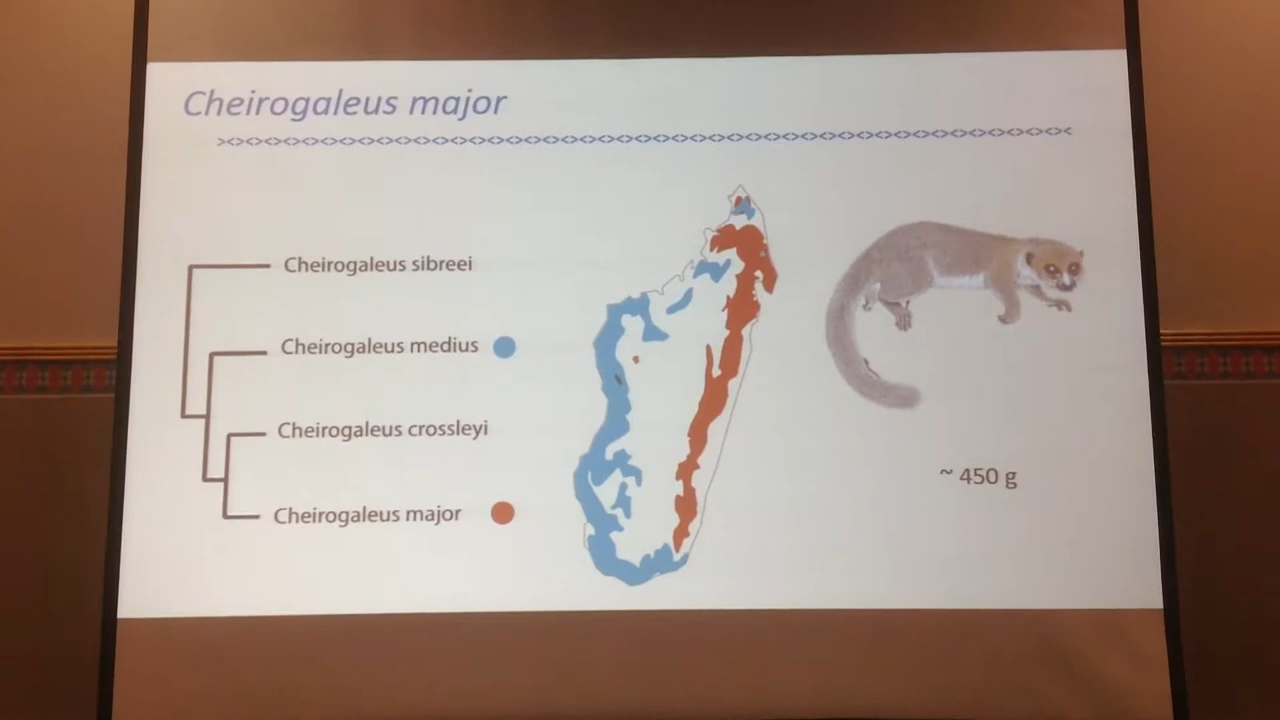 Cheirogaleus major
Cheirogaleus sibreei
Cheirogaleus medius
Cheirogaleus crossleyi
Cheirogaleus major
~ 450 g